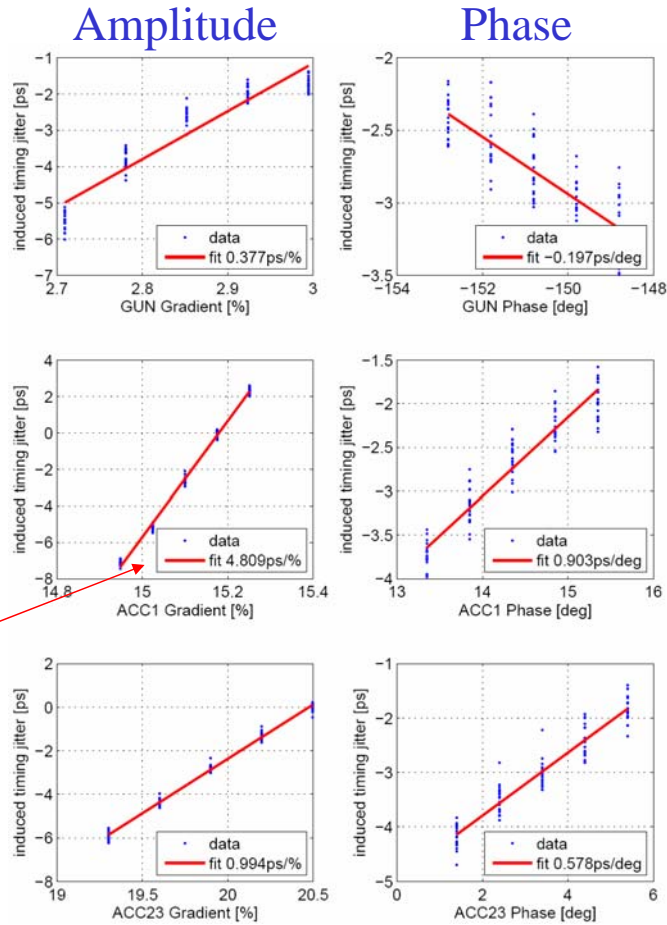 Amplitude
Phase
−1
−2
−3
−4
−5
−6
−7
induced timing jitter [ps]
data
fit 0.377ps/%
2.7 2.8 2.9 3
GUN Gradient [%]
−2
−2.5
−3
−3.5
induced timing jitter [ps]
data
fit −0.197ps/deg
−154 −152 −150 −148
GUN Phase [deg]
4
2
0
−2
−4
−6
−8
induced timing jitter [ps]
data
fit 4.809ps/%
14.8 15 15.2 15.4
ACC1 Gradient [%]
−1.5
−2
−2.5
−3
−3.5
−4
induced timing jitter [ps]
data
fit 0.903ps/deg
13 14 15 16
ACC1 Phase [deg]
2
0
−2
−4
−6
−8
induced timing jitter [ps]
data
fit 0.994ps/%
19 19.5 20 20.5
ACC23 Gradient [%]
−1
−2
−3
−4
−5
induced timing jitter [ps]
data
fit 0.578ps/deg
0 2 4 6
ACC23 Phase [deg]